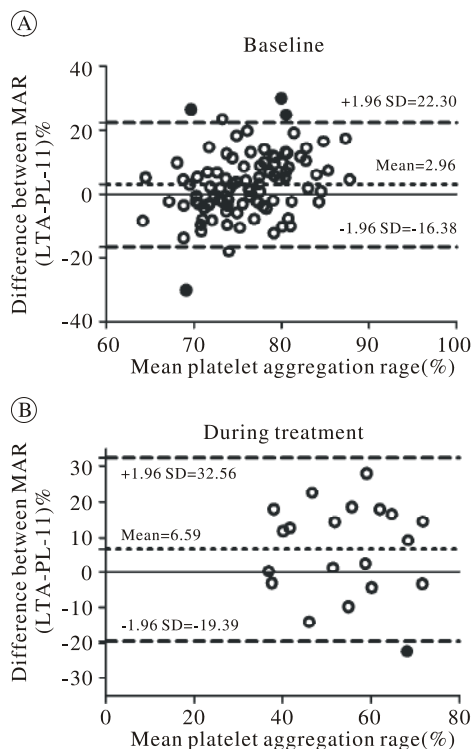 A
Baseline
Difference between MAR
(LTA-PL-11)%
40
20
0
-20
-40
+1.96 SD=22.30
Mean=2.96
-1.96 SD=-16.38
60 70 80 90 100
Mean platelet aggregation rage(%)
B
During treatment
Difference between MAR
(LTA-PL-11)%
30
20
10
0
-10
-20
-30
+1.96 SD=32.56
Mean=6.59
-1.96 SD=-19.39
0 20 40 60 80
Mean platelet aggregation rage(%)